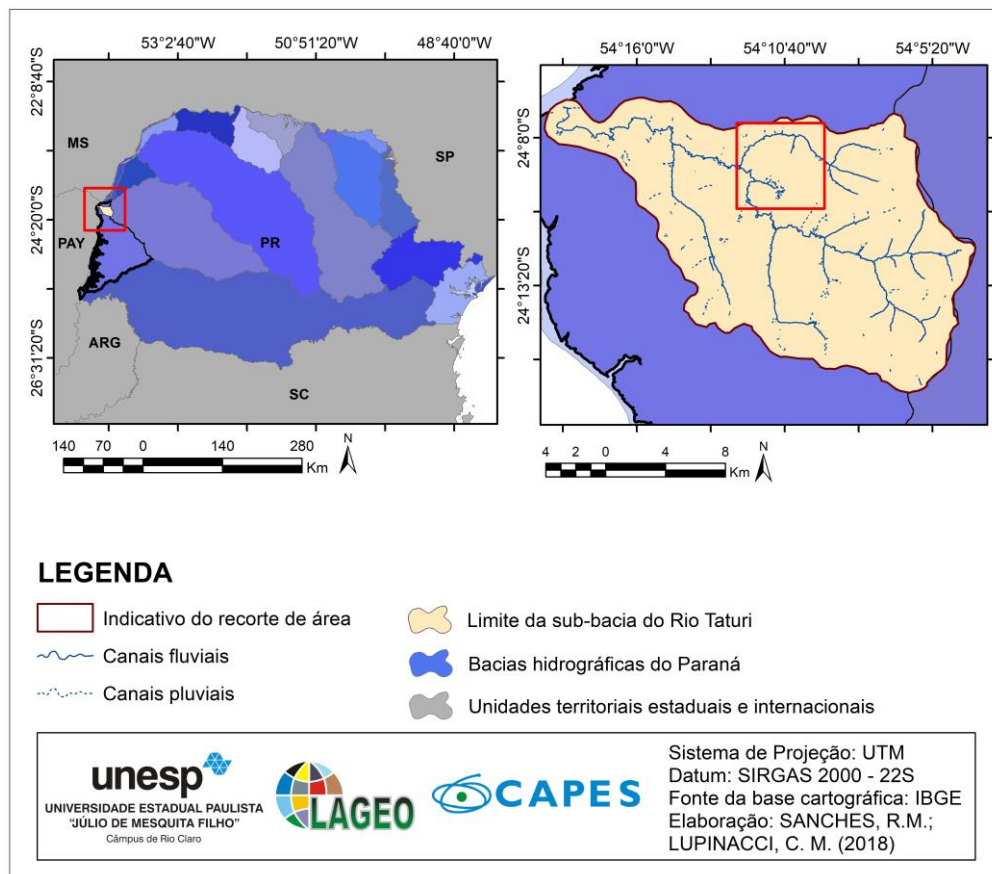 53°2'40"W 50°51'20"W 48°40'0"W
22°8'40"S
24°20'0"S
26°31'20"S
MS
SP
PAY
PR
ARG
SC
140 70 0 140 280
Km
N
54°16'0"W 54°10'40"W 54°5'20"W
24°8'0"S
24°13'20"S
4 2 0 4 8
Km
N
LEGENDA
Indicativo do recorte de área
Canais fluviais
Canais pluviais
Limite da sub-bacia do Rio Taturi
Bacias hidrográficas do Paraná
Unidades territoriais estaduais e internacionais
unesp
UNIVERSIDADE ESTADUAL PAULISTA
"JÚLIO DE MESQUITA FILHO"
Câmpus de Rio Claro
LAGEO
CAPES
Sistema de Projeção: UTM
Datum: SIRGAS 2000 - 22S
Fonte da base cartográfica: IBGE
Elaboração: SANCHES, R.M.;
LUPINACCI, C. M. (2018)